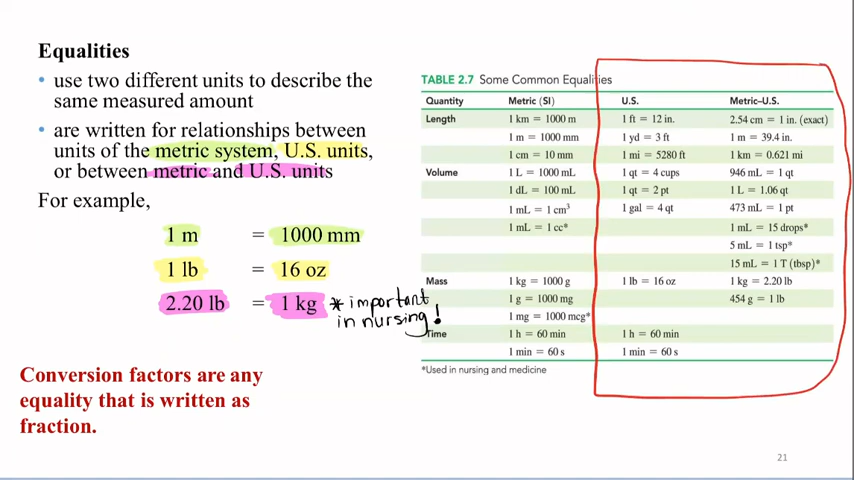 Equalities
• use two different units to describe the
same measured amount
• are written for relationships between
units of the metric system, U.S. units,
or between metric and U.S. units
For example,
1 m = 1000 mm
1 lb = 16 oz
2.20 lb = 1 kg * important
in nursing!
Conversion factors are any
equality that is written as
fraction.
TABLE 2.7 Some Common Equalities
Quantity Metric (SI) U.S. Metric–U.S.
Length 1 km = 1000 m 1 ft = 12 in. 2.54 cm = 1 in. (exact)
1 m = 1000 mm 1 yd = 3 ft 1 m = 39.4 in.
1 cm = 10 mm 1 mi = 5280 ft 1 km = 0.621 mi
Volume 1 L = 1000 mL 1 qt = 4 cups 946 mL = 1 qt
1 dL = 100 mL 1 qt = 2 pt 1 L = 1.06 qt
1 mL = 1 cm³ 1 gal = 4 qt 473 mL = 1 pt
1 mL = 1 cc* 1 mL = 15 drops*
5 mL = 1 tsp*
15 mL = 1 T (tbsp)*
Mass 1 kg = 1000 g 1 lb = 16 oz 1 kg = 2.20 lb
1 g = 1000 mg 454 g = 1 lb
1 mg = 1000 mcg*
Time 1 h = 60 min 1 h = 60 min
1 min = 60 s 1 min = 60 s
*Used in nursing and medicine
21